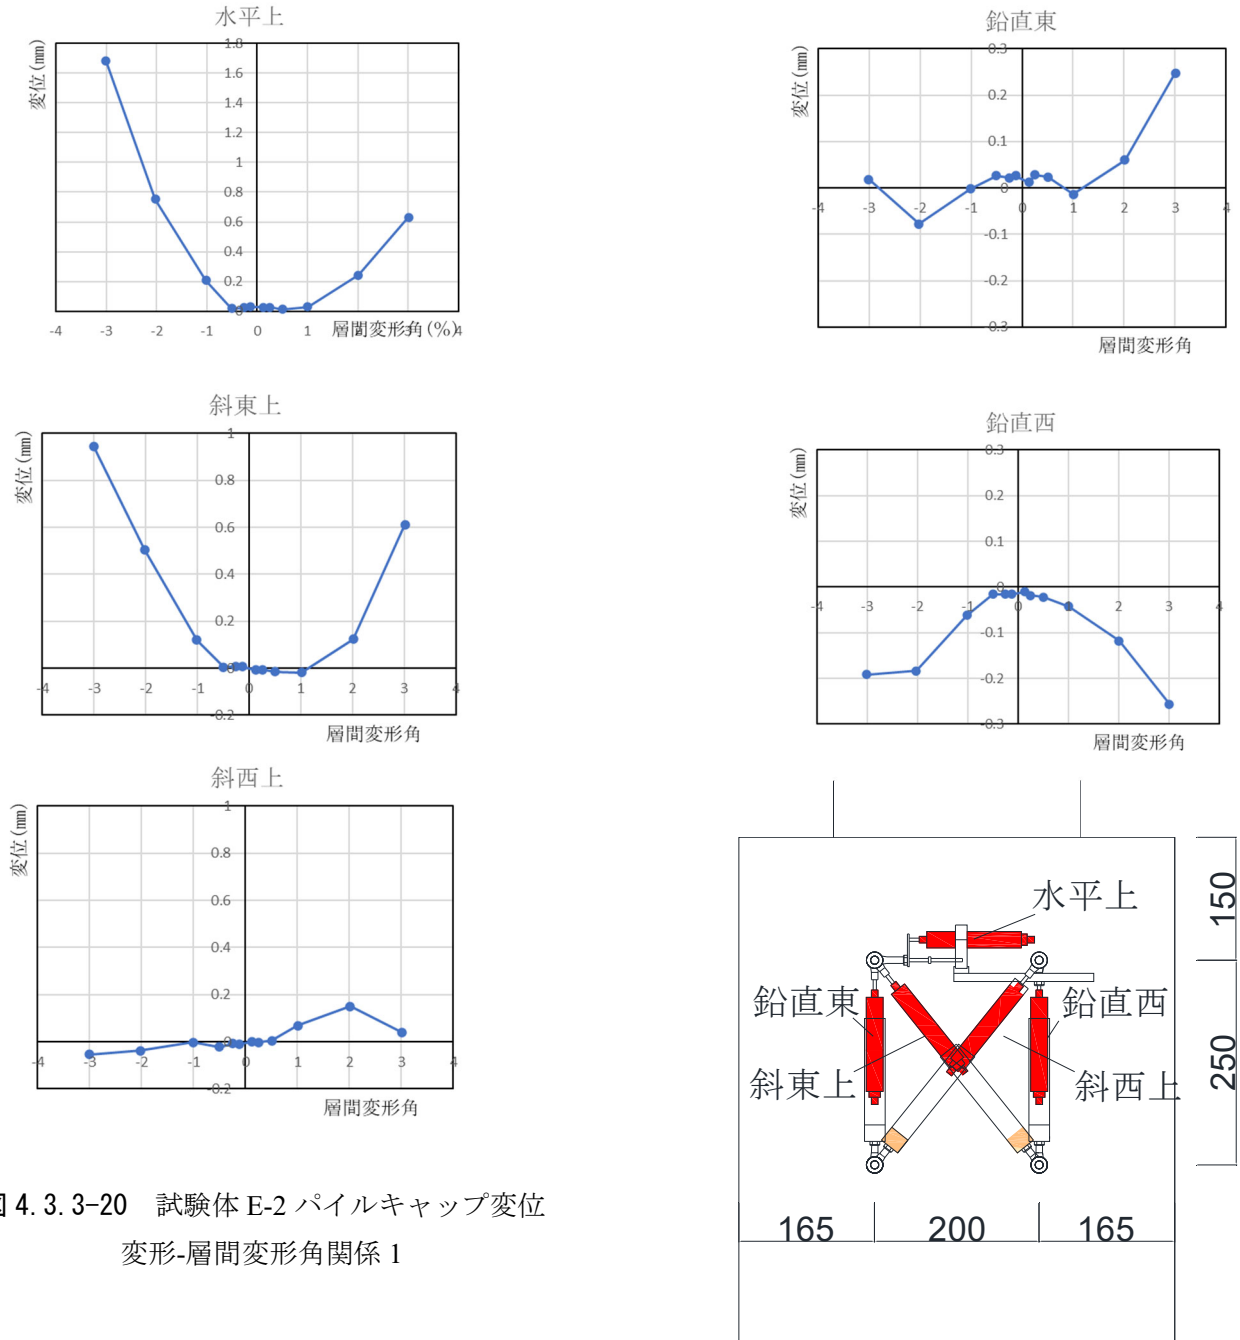 水平上
変位(mm)
1.8
1.6
1.4
1.2
1
0.8
0.6
0.4
0.2
0
-4 -3 -2 -1 0 1 2 3 4
層間変形角(%)
鉛直東
変位(mm)
0.3
0.2
0.1
0
-4 -3 -2 -1 0 1 2 3 4
-0.1
-0.2
-0.3
層間変形角
斜東上
変位(mm)
1
0.8
0.6
0.4
0.2
0
-4 -3 -2 -1 0 1 2 3 4
-0.2
層間変形角
鉛直西
変位(mm)
0.3
0.2
0.1
0
-4 -3 -2 -1 0 1 2 3 4
-0.1
-0.2
-0.3
層間変形角
斜西上
変位(mm)
1
0.8
0.6
0.4
0.2
0
-4 -3 -2 -1 0 1 2 3 4
-0.2
層間変形角
水平上
鉛直東
鉛直西
斜東上
斜西上
150
250
165 200 165
図 4.3.3-20 試験体 E-2 パイルキャップ変位
変形-層間変形角関係 1